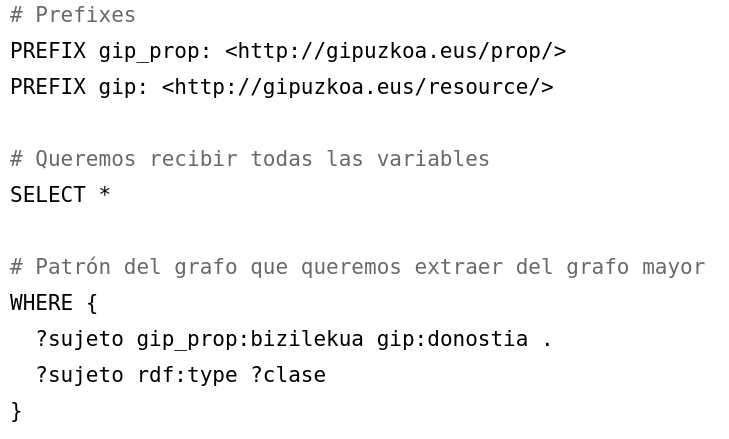 # Prefixes
PREFIX gip_prop: <http://gipuzkoa.eus/prop/>
PREFIX gip: <http://gipuzkoa.eus/resource/>
# Queremos recibir todas las variables
SELECT *
# Patrón del grafo que queremos extraer del grafo mayor
WHERE {
?sujeto gip_prop:bizilekua gip:donostia .
?sujeto rdf:type ?clase
}